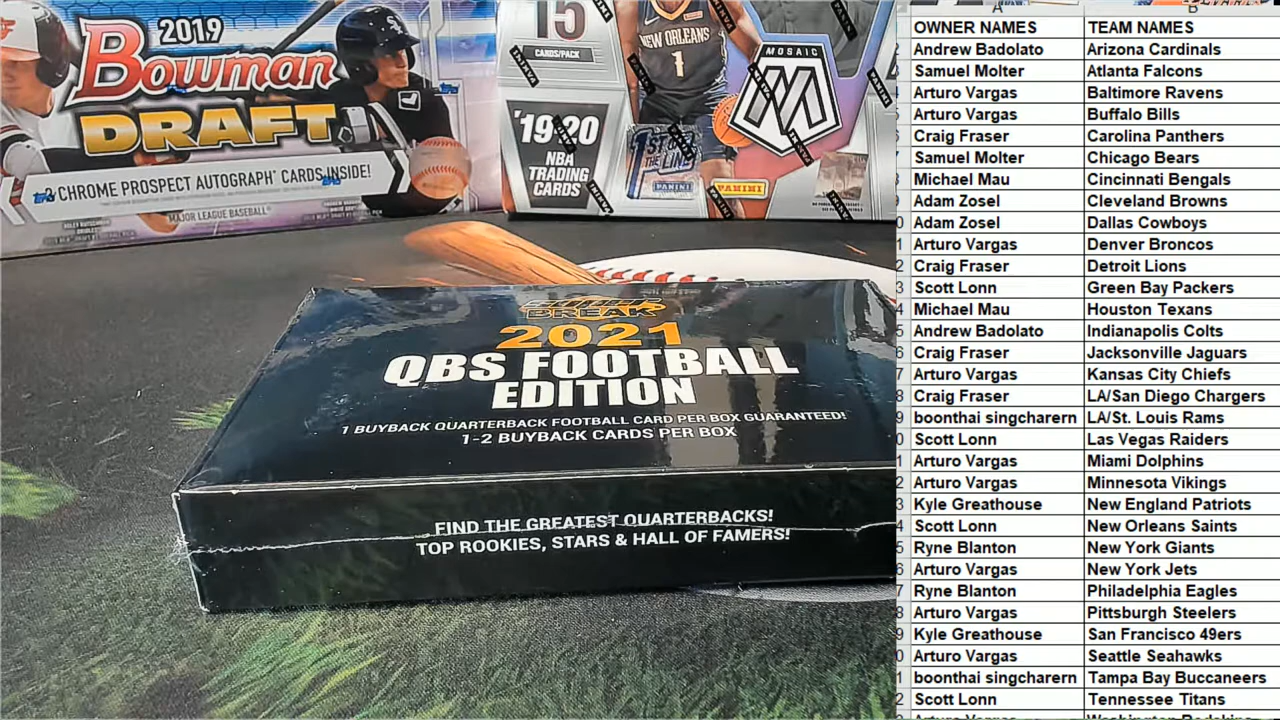 2019
Bowman
DRAFT
2 CHROME PROSPECT AUTOGRAPH* CARDS INSIDE!
MAJOR LEAGUE BASEBALL
15
CARDS/PACK
'19-20
NBA
TRADING
CARDS
NEW ORLEANS
1
1ST OFF
THE LINE
PANINI
PANINI
MOSAIC
BREAK
2021
QBS FOOTBALL
EDITION
1 BUYBACK QUARTERBACK FOOTBALL CARD PER BOX GUARANTEED!
1-2 BUYBACK CARDS PER BOX
FIND THE GREATEST QUARTERBACKS!
TOP ROOKIES, STARS & HALL OF FAMERS!
A B
OWNER NAMES TEAM NAMES
Andrew Badolato Arizona Cardinals
Samuel Molter Atlanta Falcons
Arturo Vargas Baltimore Ravens
Arturo Vargas Buffalo Bills
Craig Fraser Carolina Panthers
Samuel Molter Chicago Bears
Michael Mau Cincinnati Bengals
Adam Zosel Cleveland Browns
Adam Zosel Dallas Cowboys
Arturo Vargas Denver Broncos
Craig Fraser Detroit Lions
Scott Lonn Green Bay Packers
Michael Mau Houston Texans
Andrew Badolato Indianapolis Colts
Craig Fraser Jacksonville Jaguars
Arturo Vargas Kansas City Chiefs
Craig Fraser LA/San Diego Chargers
boonthai singcharern LA/St. Louis Rams
Scott Lonn Las Vegas Raiders
Arturo Vargas Miami Dolphins
Arturo Vargas Minnesota Vikings
Kyle Greathouse New England Patriots
Scott Lonn New Orleans Saints
Ryne Blanton New York Giants
Arturo Vargas New York Jets
Ryne Blanton Philadelphia Eagles
Arturo Vargas Pittsburgh Steelers
Kyle Greathouse San Francisco 49ers
Arturo Vargas Seattle Seahawks
boonthai singcharern Tampa Bay Buccaneers
Scott Lonn Tennessee Titans